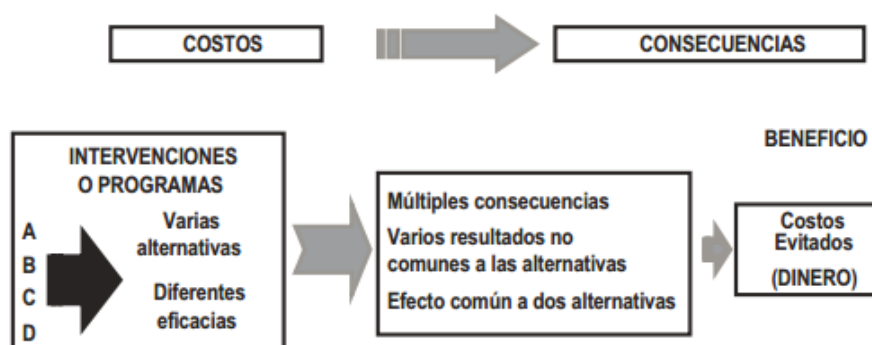 COSTOS
CONSECUENCIAS
INTERVENCIONES
O PROGRAMAS
A
B
C
D
Varias
alternativas
Diferentes
eficacias
Múltiples consecuencias
Varios resultados no
comunes a las alternativas
Efecto común a dos alternativas
BENEFICIO
Costos
Evitados
(DINERO)